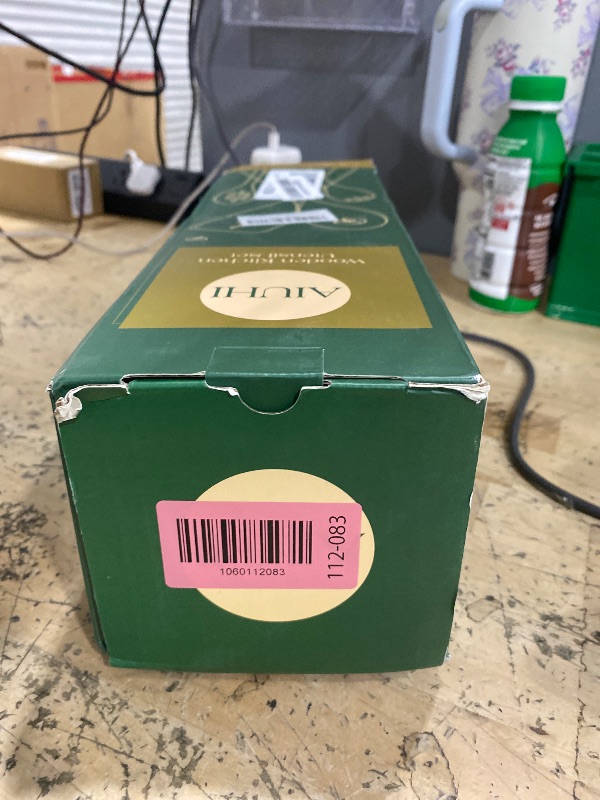 Wooden Kitchen
Utensil Set
AIUHI
1060112083
112-083